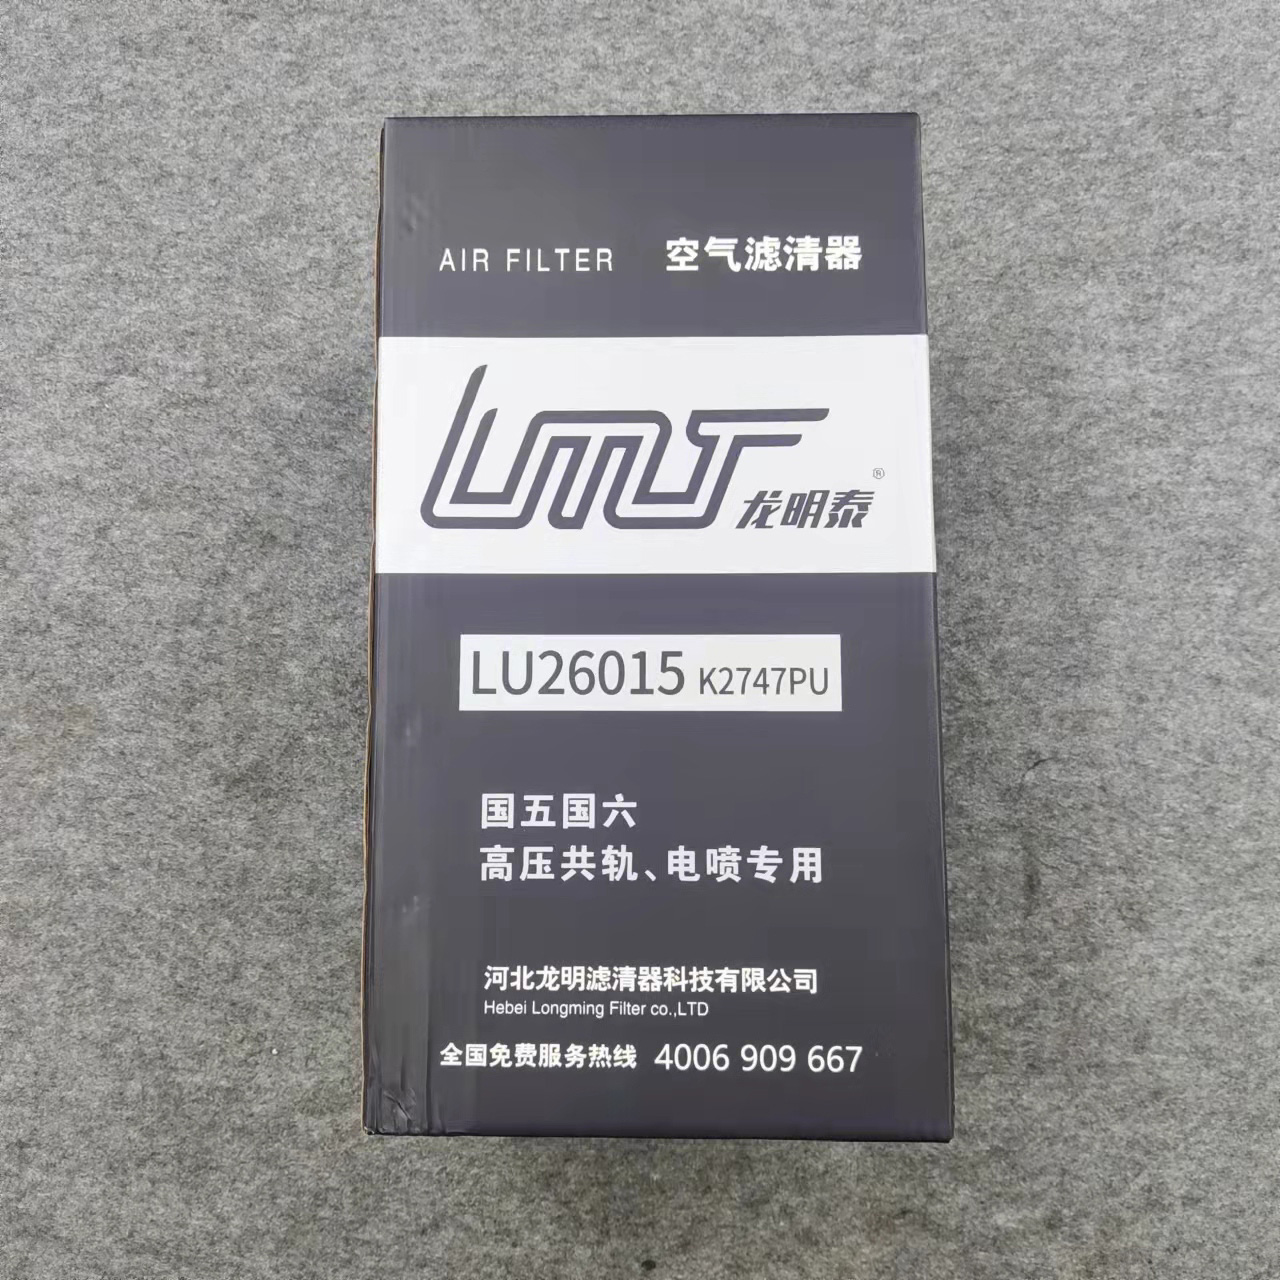 AIR FILTER 空气滤清器
LMT 龙明泰®
LU26015 K2747PU
国五国六
高压共轨、电喷专用
河北龙明滤清器科技有限公司
Hebei Longming Filter co.,LTD
全国免费服务热线 4006 909 667